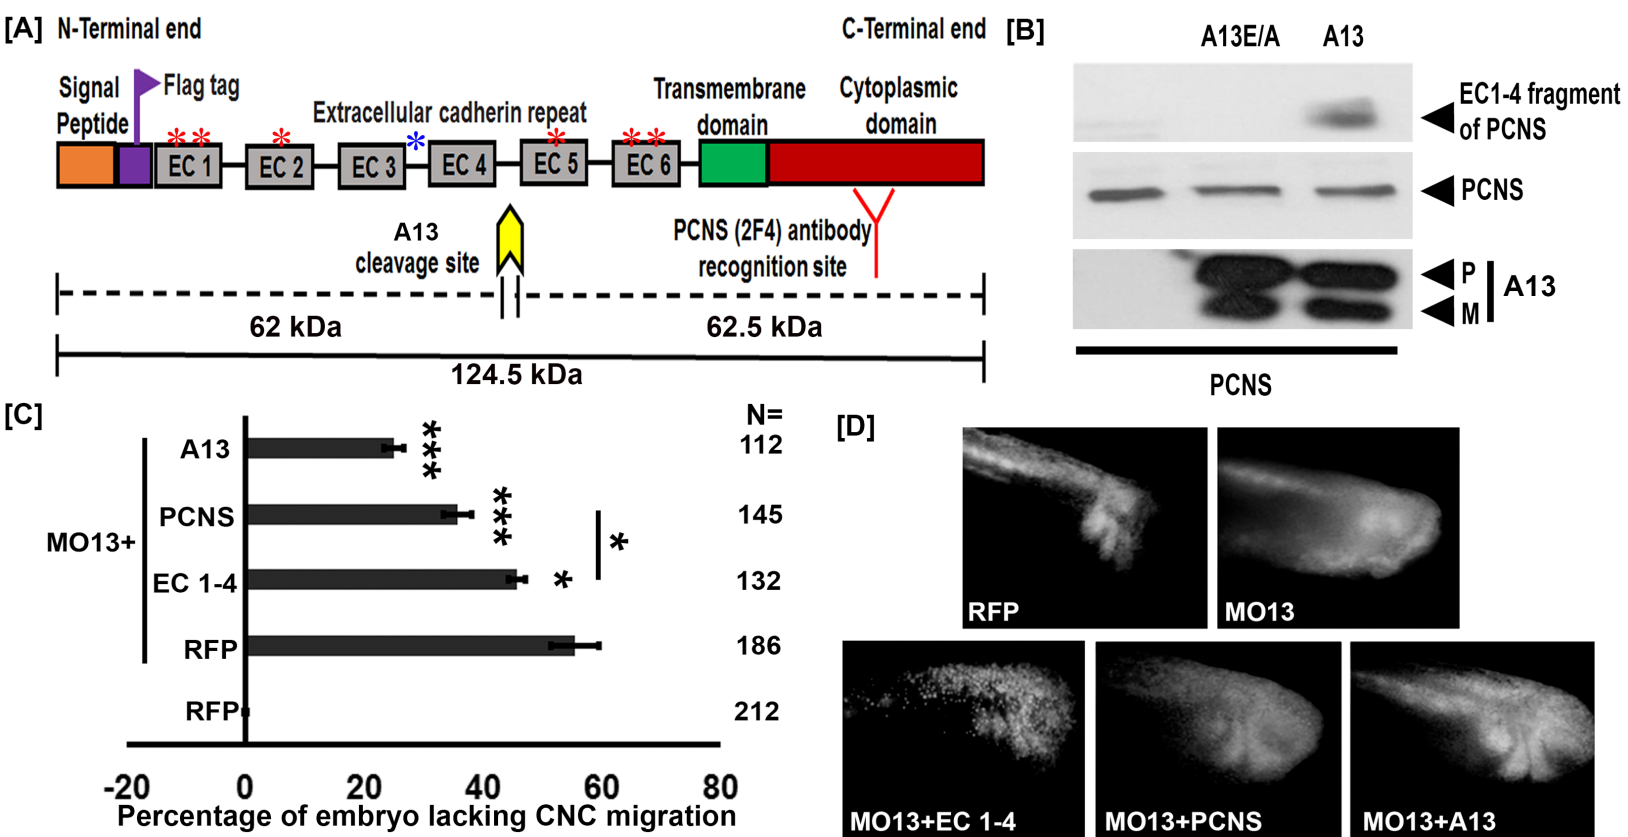 [A] N-Terminal end
C-Terminal end
Signal
Peptide
Flag tag
Extracellular cadherin repeat
Transmembrane
domain
Cytoplasmic
domain
* * * * * * *
EC 1
EC 2
EC 3
EC 4
EC 5
EC 6
A13
cleavage site
PCNS (2F4) antibody
recognition site
62 kDa
62.5 kDa
124.5 kDa
[B]
A13E/A
A13
EC1-4 fragment
of PCNS
PCNS
P
M
A13
PCNS
[C]
N=
MO13+
A13
***
112
PCNS
***
145
*
EC 1-4
*
132
RFP
186
RFP
212
-20 0 20 40 60 80
Percentage of embryo lacking CNC migration
[D]
RFP
MO13
MO13+EC 1-4
MO13+PCNS
MO13+A13